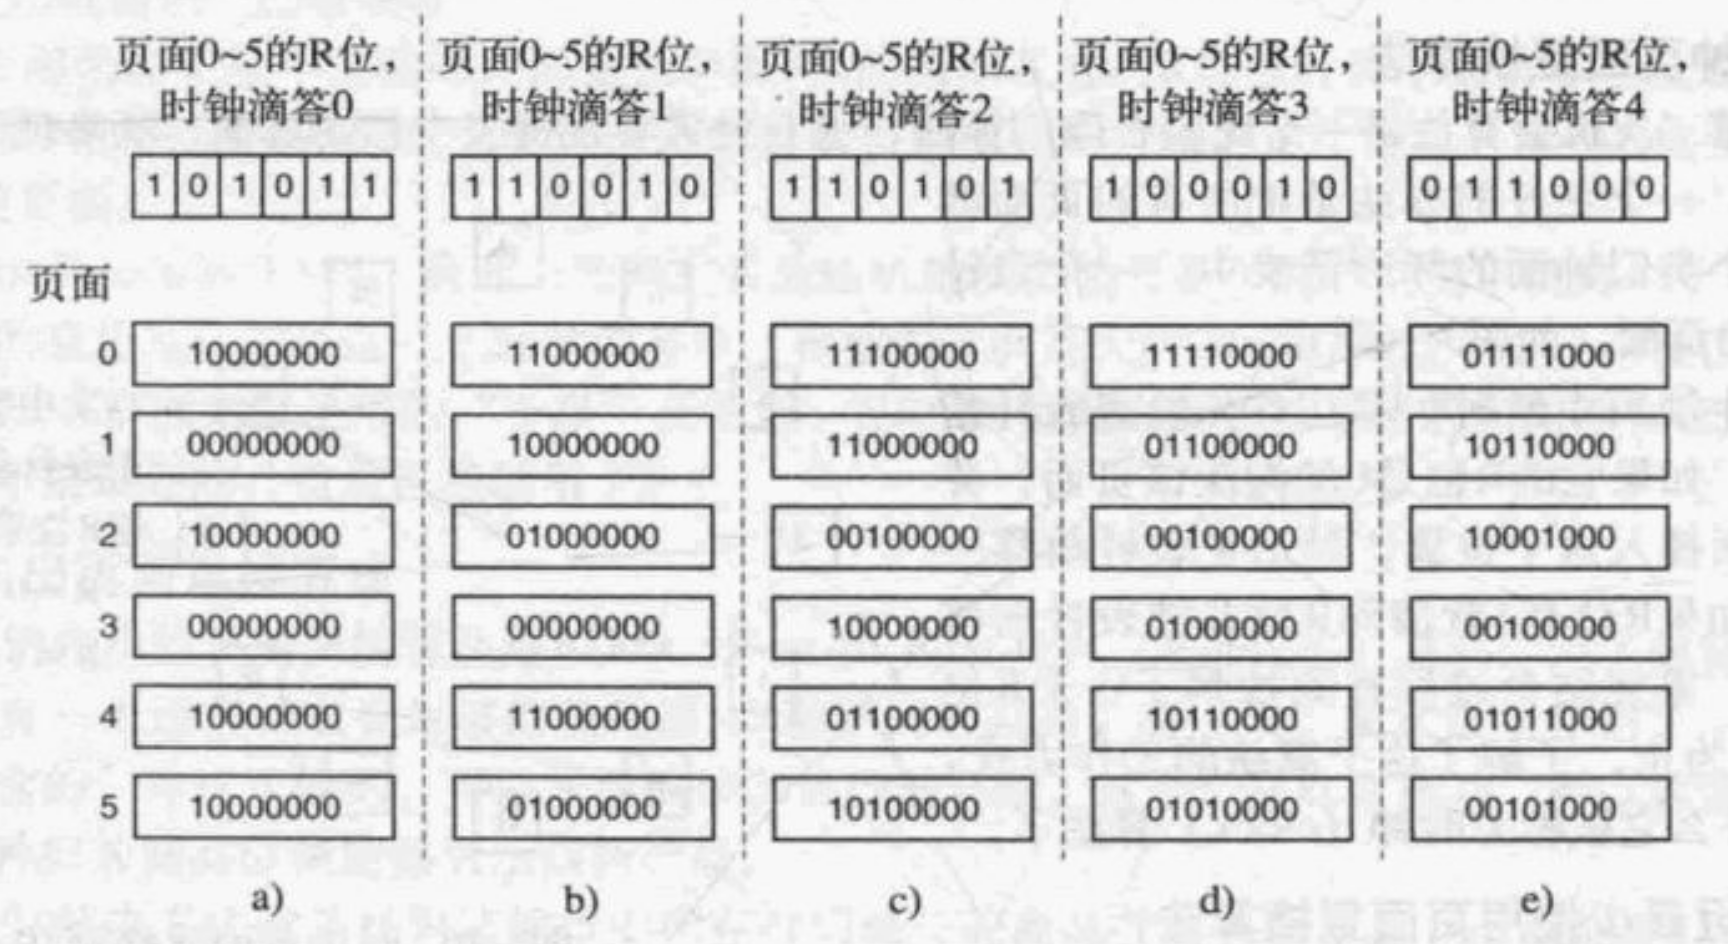 页面0~5的R位， 页面0~5的R位， 页面0~5的R位， 页面0~5的R位， 页面0~5的R位，
时钟滴答0 时钟滴答1 时钟滴答2 时钟滴答3 时钟滴答4
1 0 1 0 1 1 1 1 0 0 1 0 1 1 0 1 0 1 1 0 0 0 1 0 0 1 1 0 0 0
页面
0 10000000 11000000 11100000 11110000 01111000
1 00000000 10000000 11000000 01100000 10110000
2 10000000 01000000 00100000 00100000 10001000
3 00000000 00000000 10000000 01000000 00100000
4 10000000 11000000 01100000 10110000 01011000
5 10000000 01000000 10100000 01010000 00101000
a) b) c) d) e)